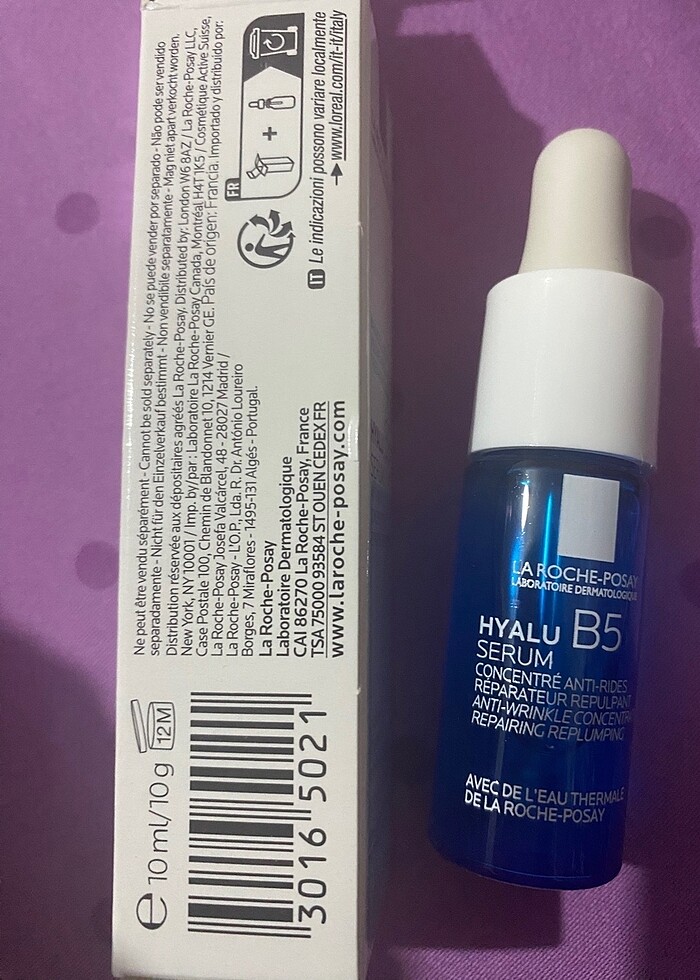 Ne peut être vendu séparément - Cannot be sold separately - No se puede vender por separado - Não pode ser vendido
separadamente - Nicht für den Einzelverkauf bestimmt - Non vendibile separatamente - Mag niet apart verkocht worden.
Distribution réservée aux dépositaires agréés La Roche-Posay. Distributed by: London W6 8AZ / La Roche-Posay LLC,
New York, NY 10001 / Imp. by/par : Laboratoire La Roche-Posay Canada, Montréal H4T 1K5 / Cosmétique Active Suisse,
Case Postale 100, Chemin de Blandonnet 10, 1214 Vernier GE. País de origen: Francia. Importado y distribuido por:
La Roche-Posay Josefa Valcárcel, 48 - 28027 Madrid /
La Roche-Posay - L'O.P., Lda. R. Dr. António Loureiro
Borges, 7 Miraflores - 1495-131 Algés - Portugal.
La Roche-Posay
Laboratoire Dermatologique
CAI 86270 La Roche-Posay, France
TSA 75000 93584 ST OUEN CEDEX FR
www.laroche-posay.com
FR
+
IT Le indicazioni possono variare localmente
www.loreal.com/it-it/italy
12M
e 10 ml/10 g
3016 5021
LA ROCHE-POSAY
LABORATOIRE DERMATOLOGIQUE
HYALU B5
SERUM
CONCENTRÉ ANTI-RIDES
RÉPARATEUR REPULPANT
ANTI-WRINKLE CONCENTRA
REPAIRING REPLUMPING
AVEC DE L'EAU THERMALE
DE LA ROCHE-POSAY